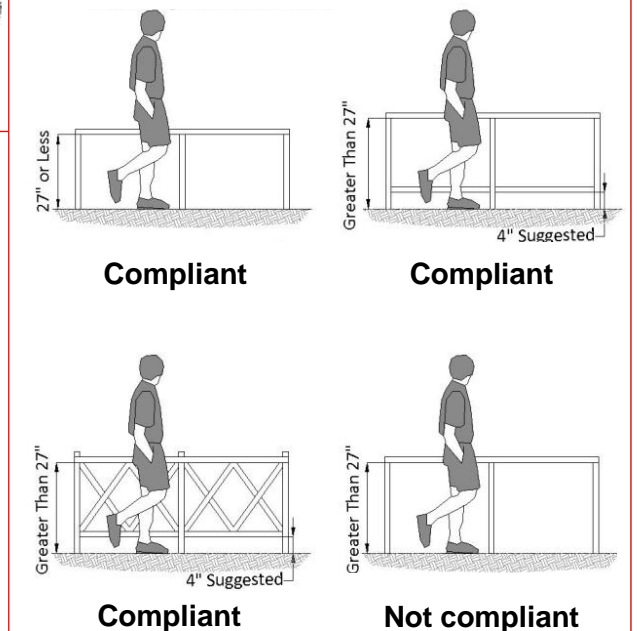 27" or Less
Greater Than 27"
4" Suggested
Compliant
Compliant
Greater Than 27"
4" Suggested
Greater Than 27"
Compliant
Not compliant